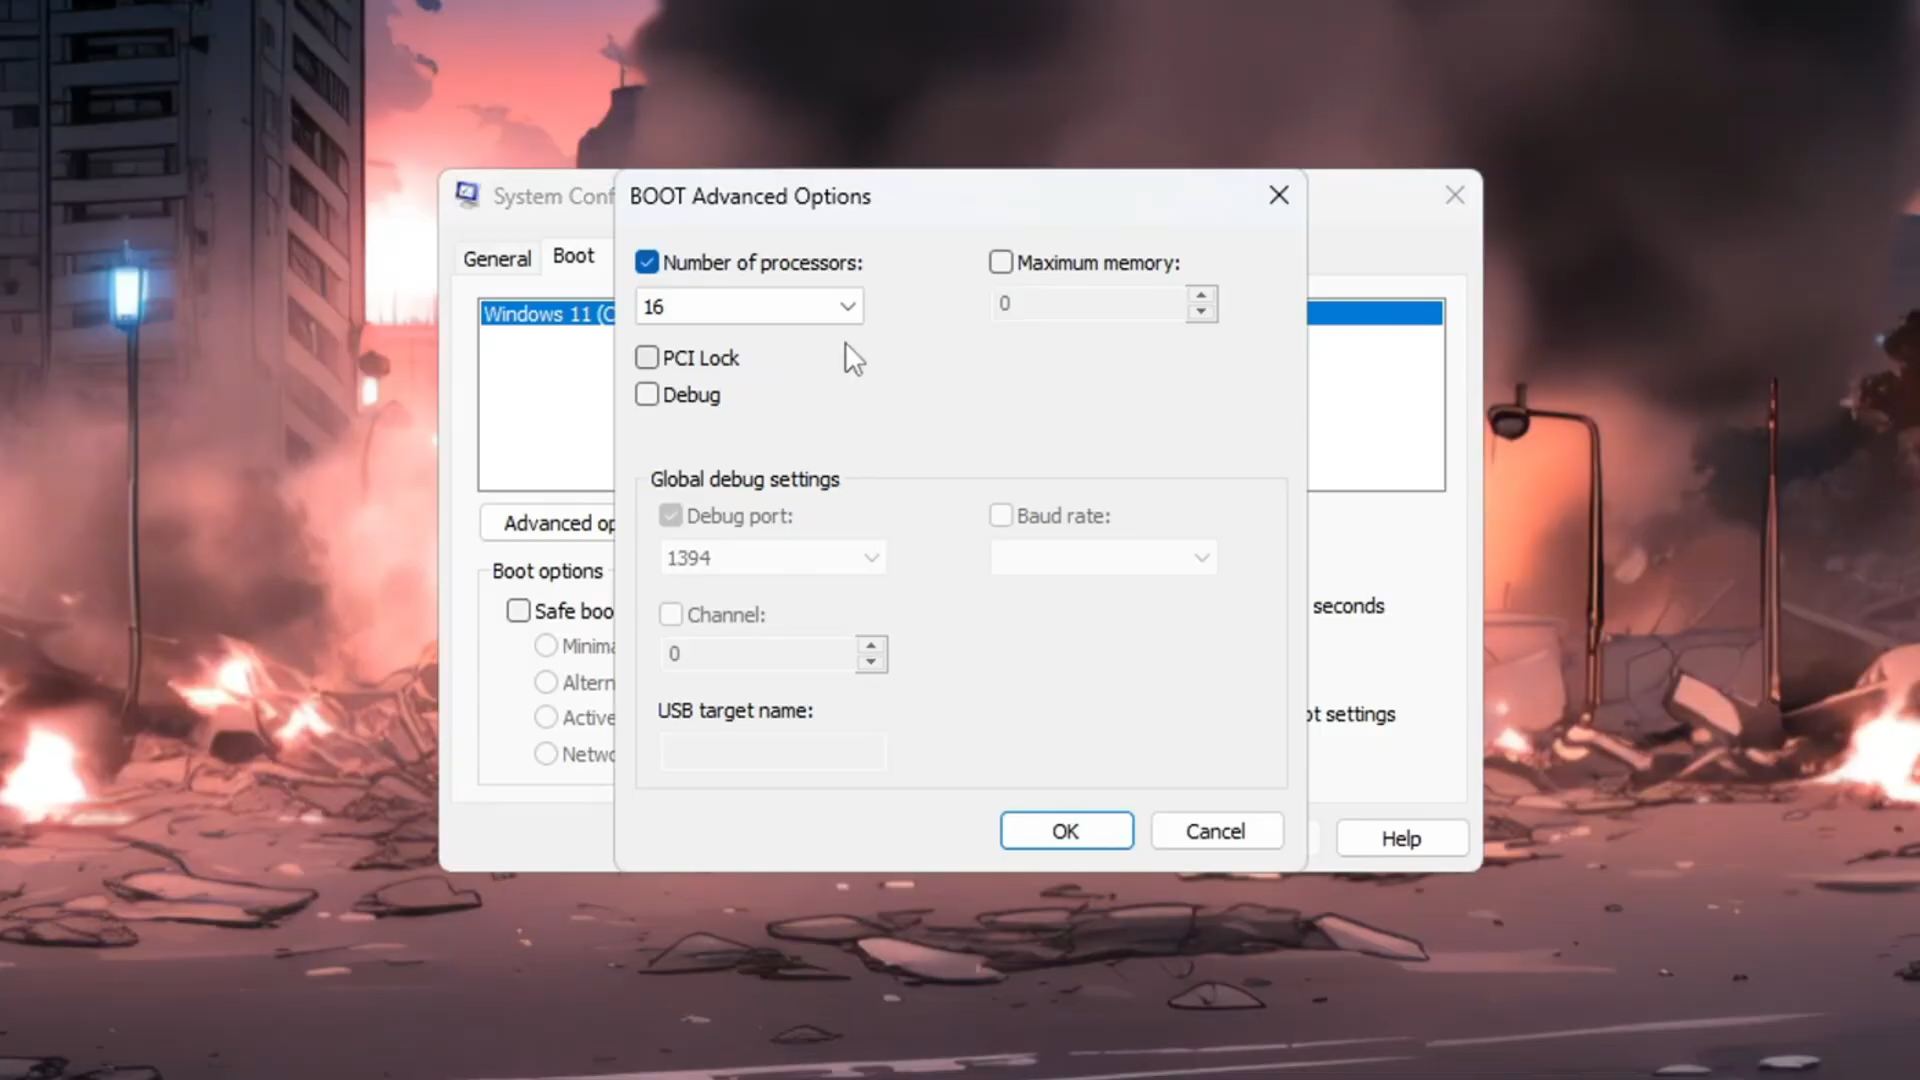 System Conf
BOOT Advanced Options
General
Boot
Number of processors:
Maximum memory:
16
0
Windows 11 (C
PCI Lock
Debug
Global debug settings
Debug port:
Baud rate:
1394
Advanced op
Boot options
Safe boo
seconds
Channel:
Minima
0
Altern
Active
USB target name:
ot settings
Netwo
OK
Cancel
Help